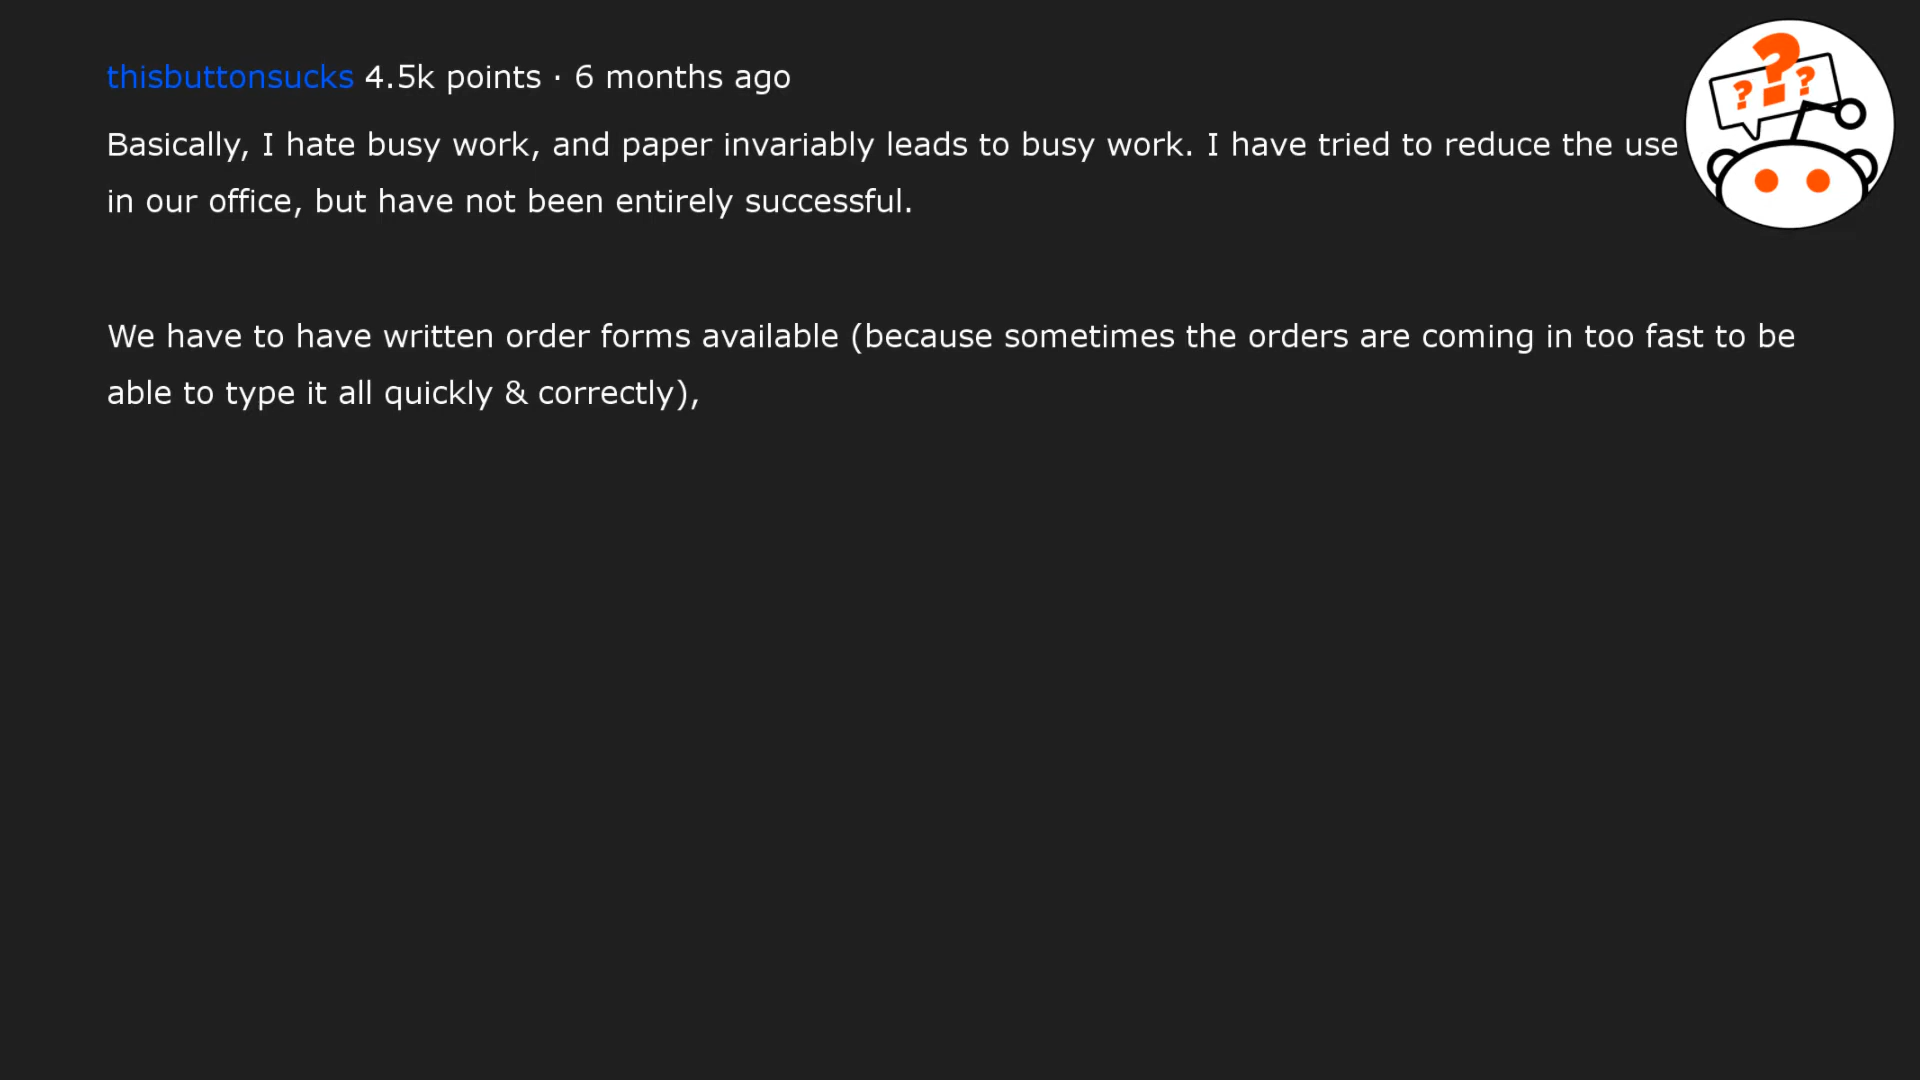 thisbuttonsucks 4.5k points · 6 months ago
Basically, I hate busy work, and paper invariably leads to busy work. I have tried to reduce the use
in our office, but have not been entirely successful.
We have to have written order forms available (because sometimes the orders are coming in too fast to be
able to type it all quickly & correctly),
? ? ?